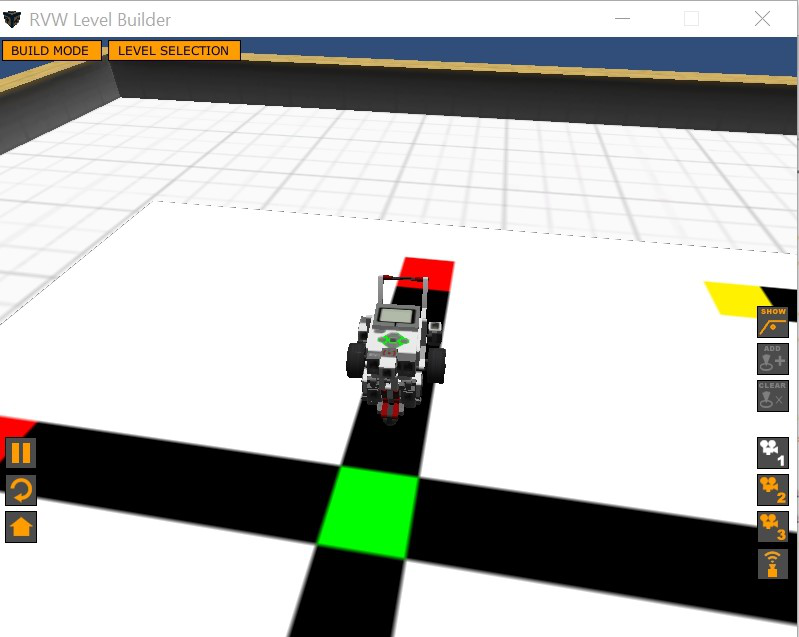 RVW Level Builder
BUILD MODE
LEVEL SELECTION
SHOW
ADD
CLEAR
1
2
3